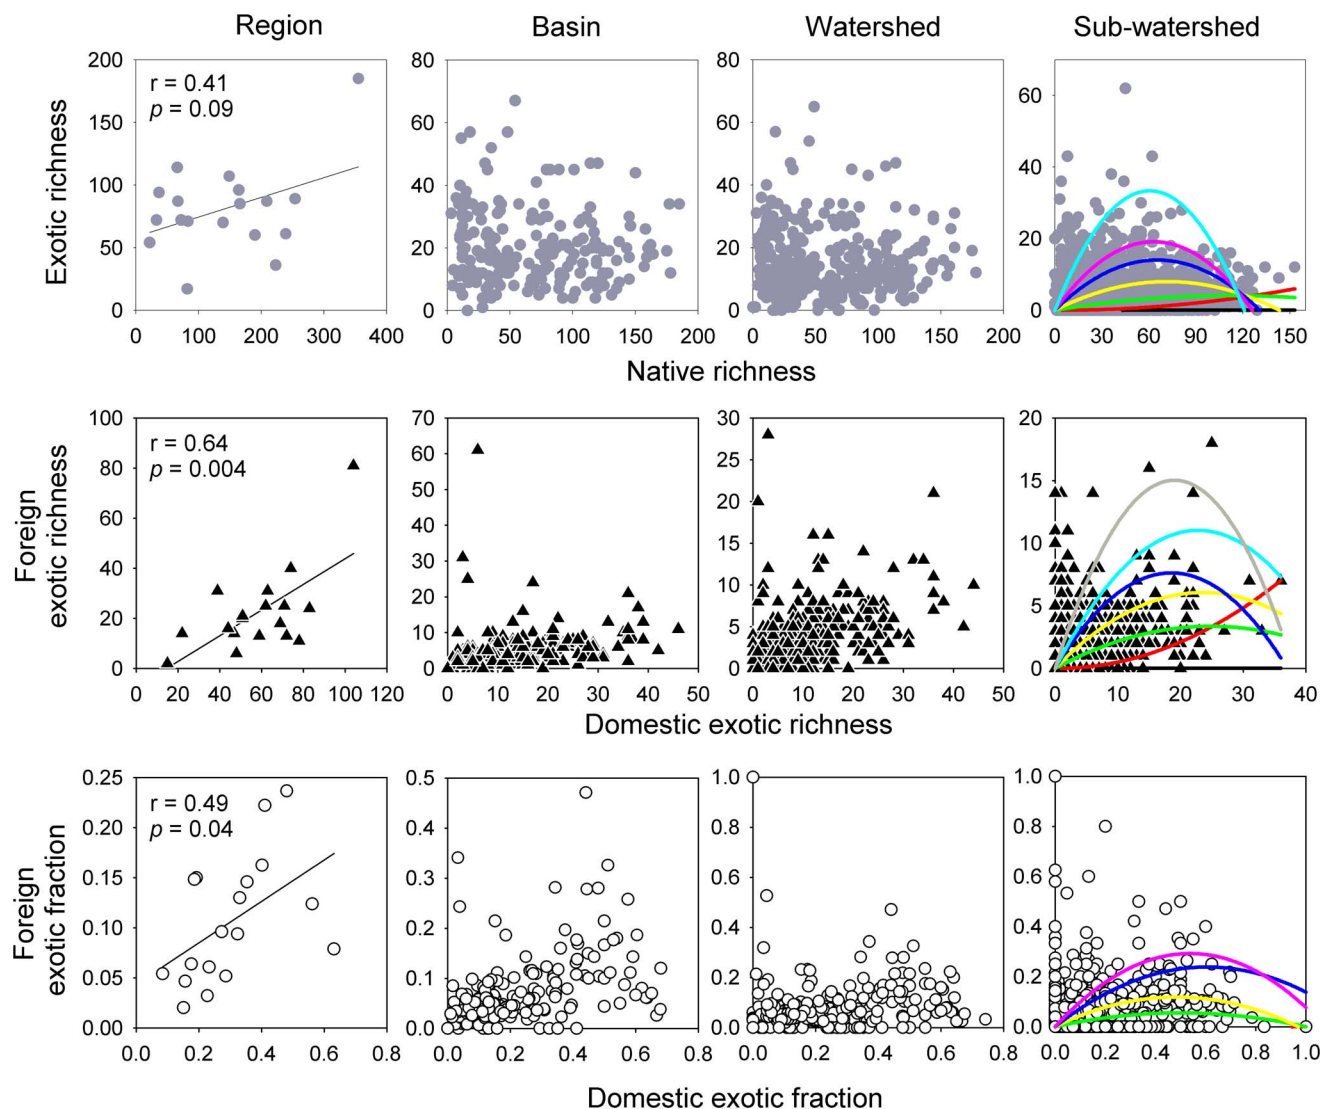 Region Basin Watershed Sub-watershed
Exotic richness
r = 0.41
p = 0.09
200
150
100
50
0
0 100 200 300 400
80
60
40
20
0
0 50 100 150 200
80
60
40
20
0
0 50 100 150 200
60
40
20
0
0 30 60 90 120 150
Native richness
Foreign
exotic richness
r = 0.64
p = 0.004
100
80
60
40
20
0
0 20 40 60 80 100 120
70
60
50
40
30
20
10
0
0 10 20 30 40 50
30
25
20
15
10
5
0
0 10 20 30 40 50
20
15
10
5
0
0 10 20 30 40
Domestic exotic richness
Foreign
exotic fraction
r = 0.49
p = 0.04
0.25
0.20
0.15
0.10
0.05
0.00
0.0 0.2 0.4 0.6 0.8
0.5
0.4
0.3
0.2
0.1
0.0
0.0 0.2 0.4 0.6 0.8
1.0
0.8
0.6
0.4
0.2
0.0
0.0 0.2 0.4 0.6 0.8
1.0
0.8
0.6
0.4
0.2
0.0
0.0 0.2 0.4 0.6 0.8 1.0
Domestic exotic fraction